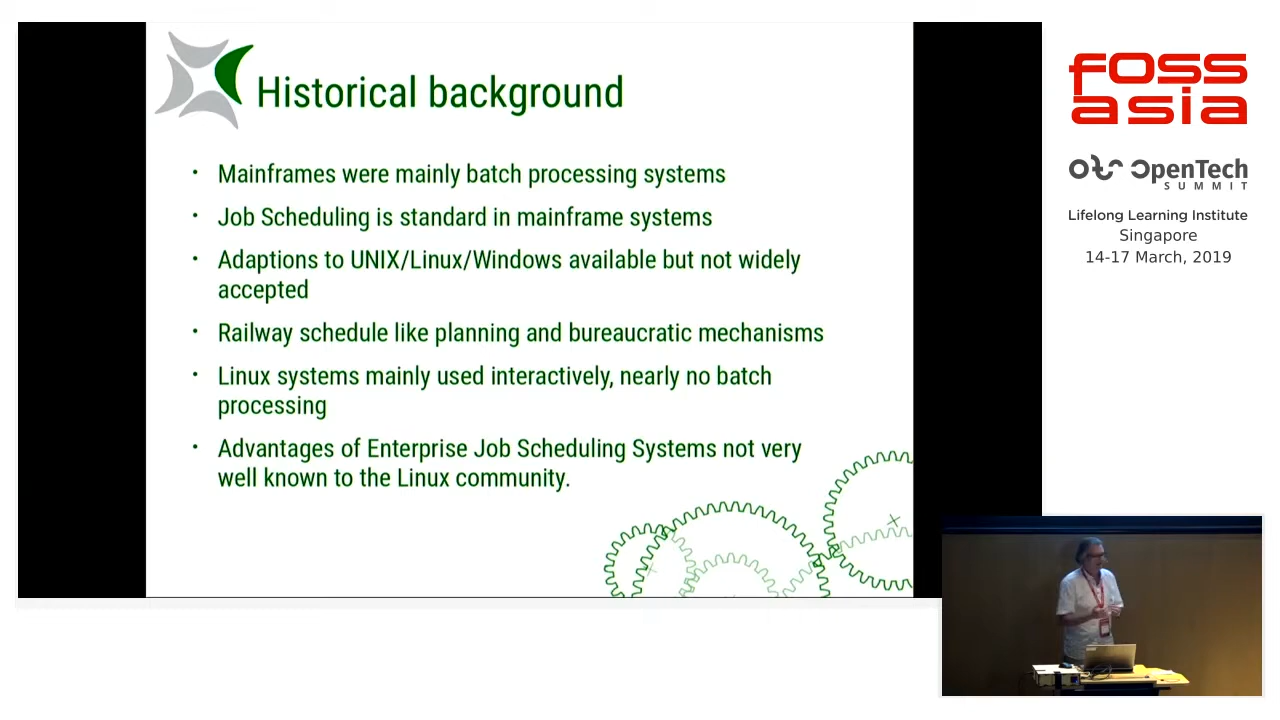 Historical background
• Mainframes were mainly batch processing systems
• Job Scheduling is standard in mainframe systems
• Adaptions to UNIX/Linux/Windows available but not widely
accepted
• Railway schedule like planning and bureaucratic mechanisms
• Linux systems mainly used interactively, nearly no batch
processing
• Advantages of Enterprise Job Scheduling Systems not very
well known to the Linux community.
FOSS
asia
OpenTech
SUMMIT
Lifelong Learning Institute
Singapore
14-17 March, 2019